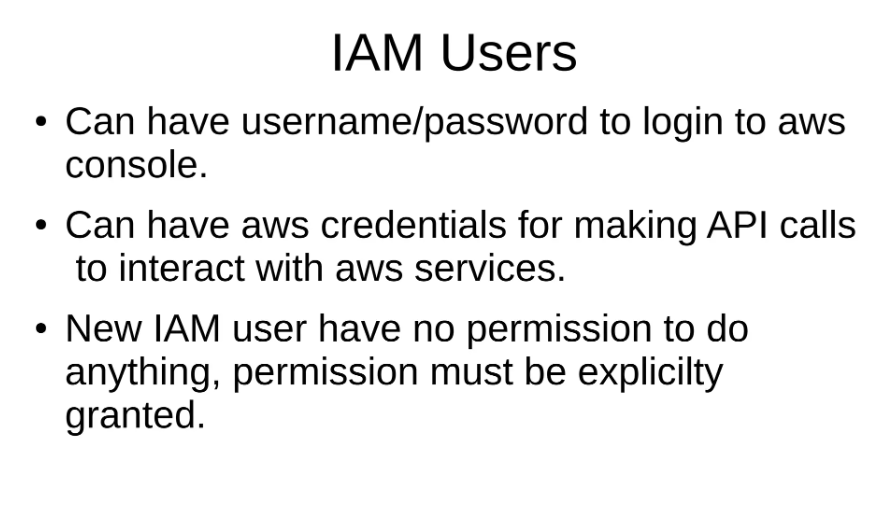 IAM Users
• Can have username/password to login to aws
console.
• Can have aws credentials for making API calls
to interact with aws services.
• New IAM user have no permission to do
anything, permission must be explicilty
granted.